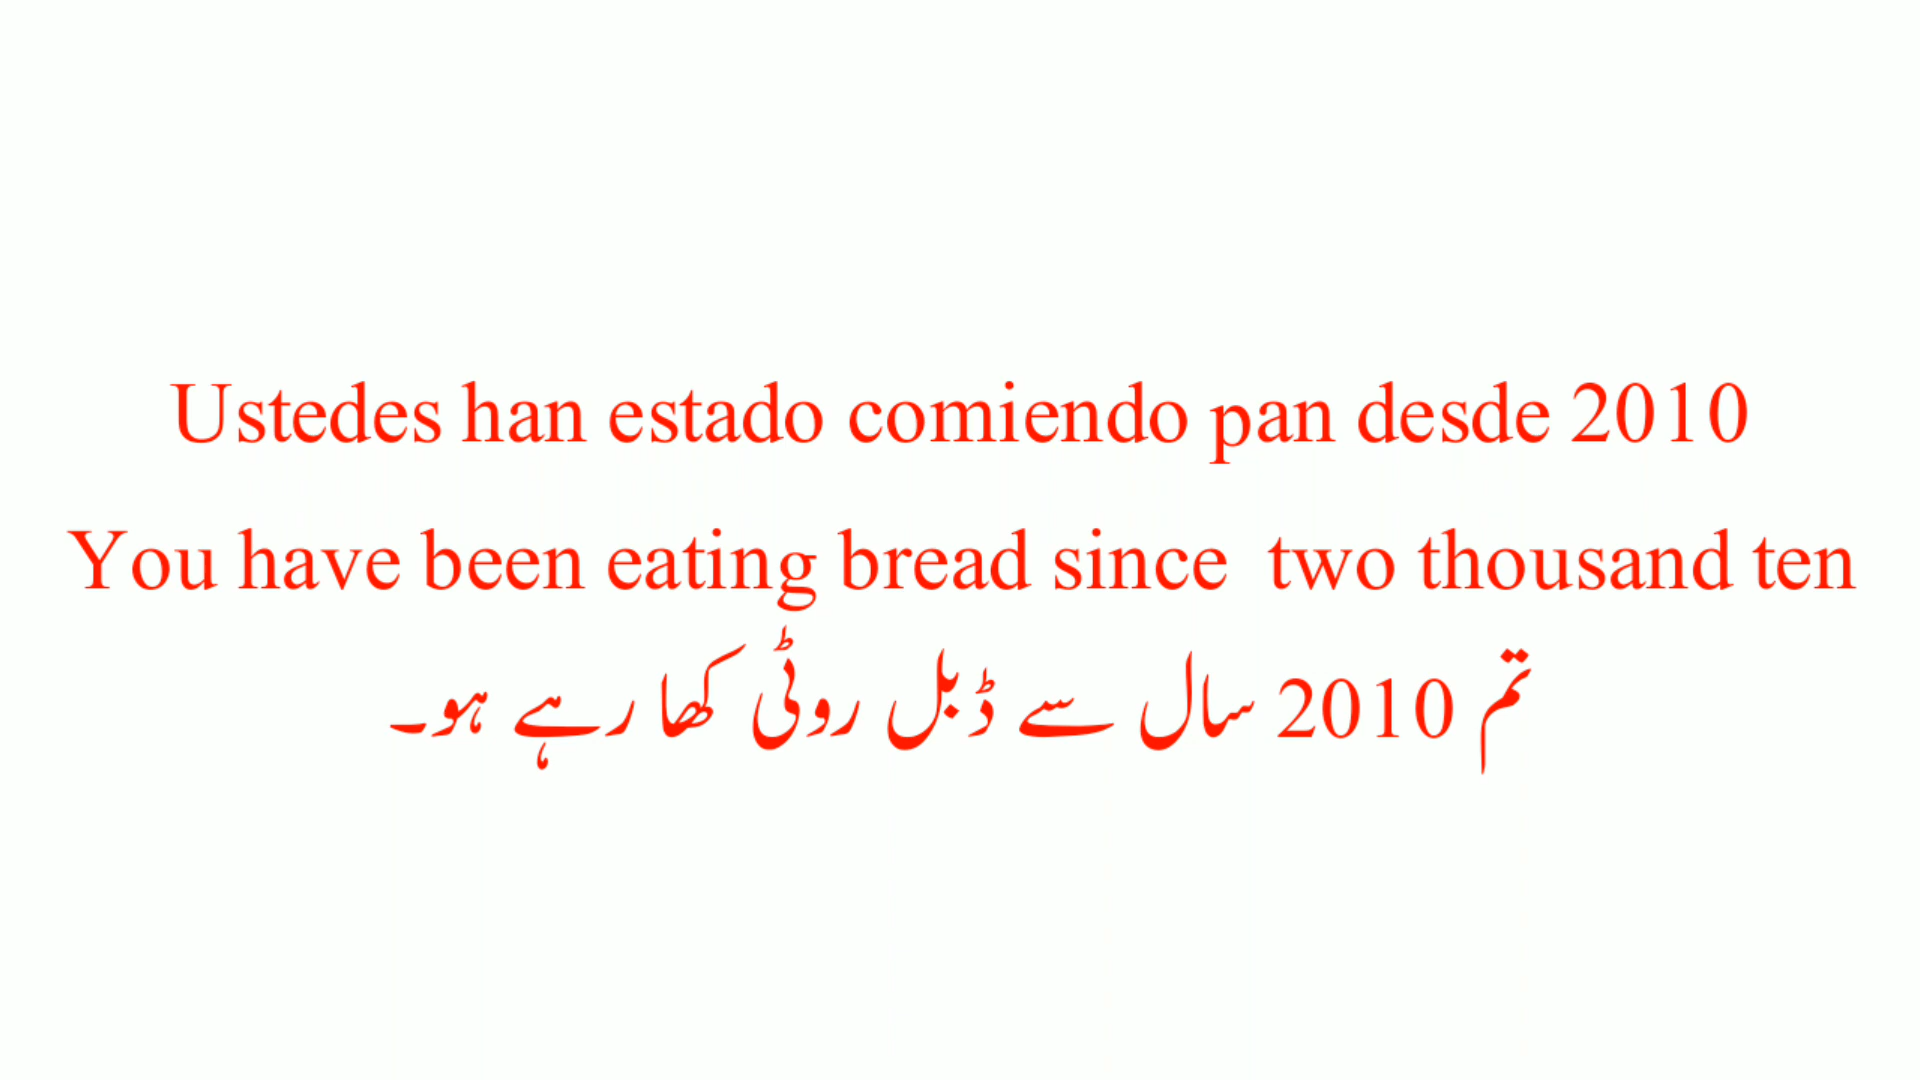 Ustedes han estado comiendo pan desde 2010
You have been eating bread since  two thousand ten
تم 2010 سال سے ڈبل روٹی کھا رہے ہو۔